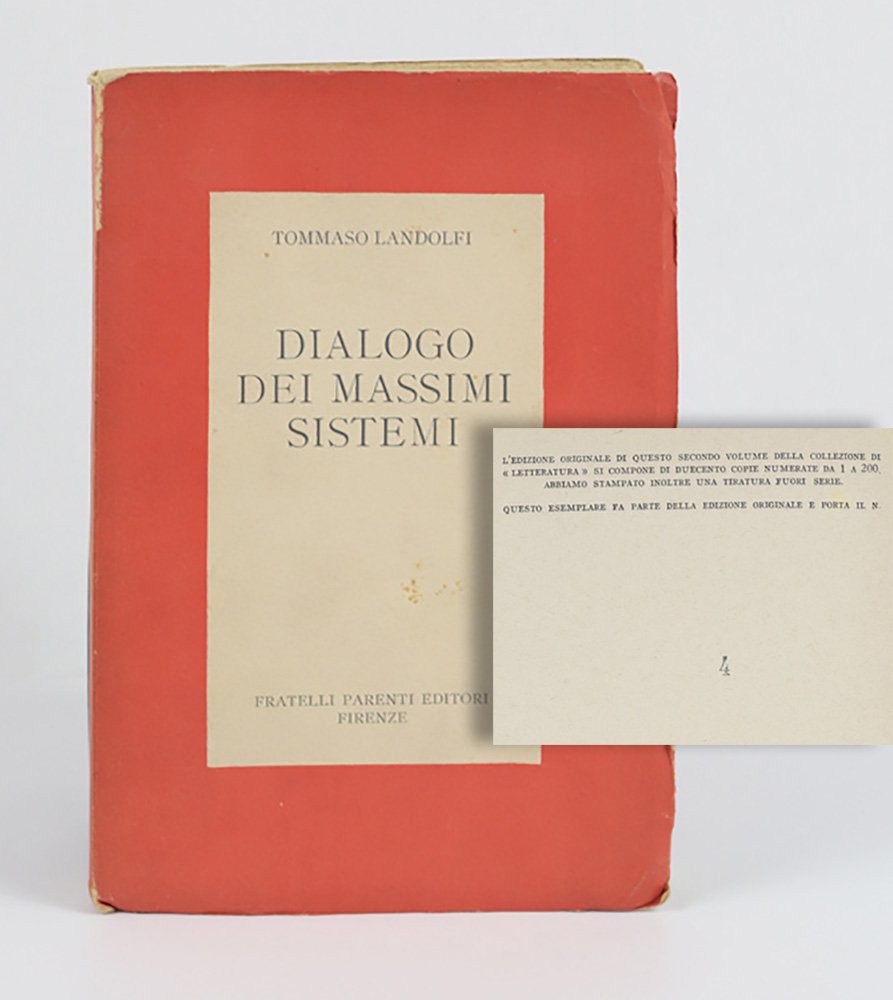 TOMMASO LANDOLFI
DIALOGO
DEI MASSIMI
SISTEMI
FRATELLI PARENTI EDITORI
FIRENZE
L'EDIZIONE ORIGINALE DI QUESTO SECONDO VOLUME DELLA COLLEZIONE DI
« LETTERATURA » SI COMPONE DI DUECENTO COPIE NUMERATE DA 1 A 200.
ABBIAMO STAMPATO INOLTRE UNA TIRATURA FUORI SERIE.
QUESTO ESEMPLARE FA PARTE DELLA EDIZIONE ORIGINALE E PORTA IL N.
4